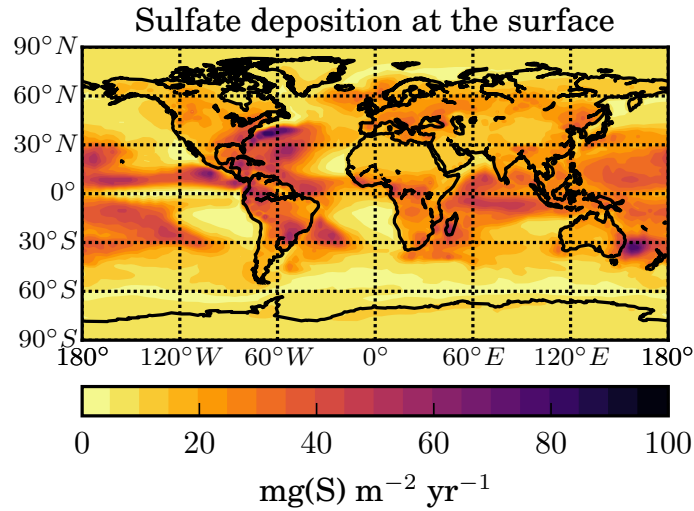 Sulfate deposition at the surface
90°N
60°N
30°N
0°
30°S
60°S
90°S
180° 120°W 60°W 0° 60°E 120°E 180°
0 20 40 60 80 100
mg(S) m⁻² yr⁻¹